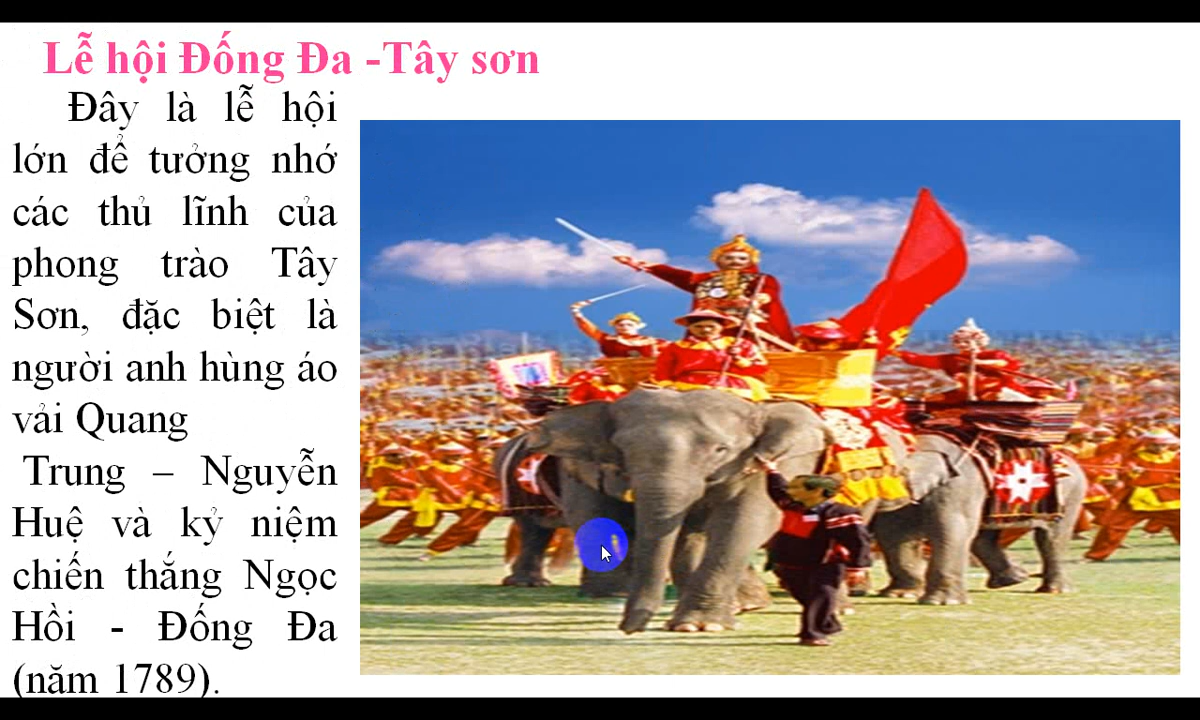 Lễ hội Đống Đa -Tây sơn
Đây là lễ hội
lớn để tưởng nhớ
các thủ lĩnh của
phong trào Tây
Sơn, đặc biệt là
người anh hùng áo
vải Quang
Trung – Nguyễn
Huệ và kỷ niệm
chiến thắng Ngọc
Hồi - Đống Đa
(năm 1789).